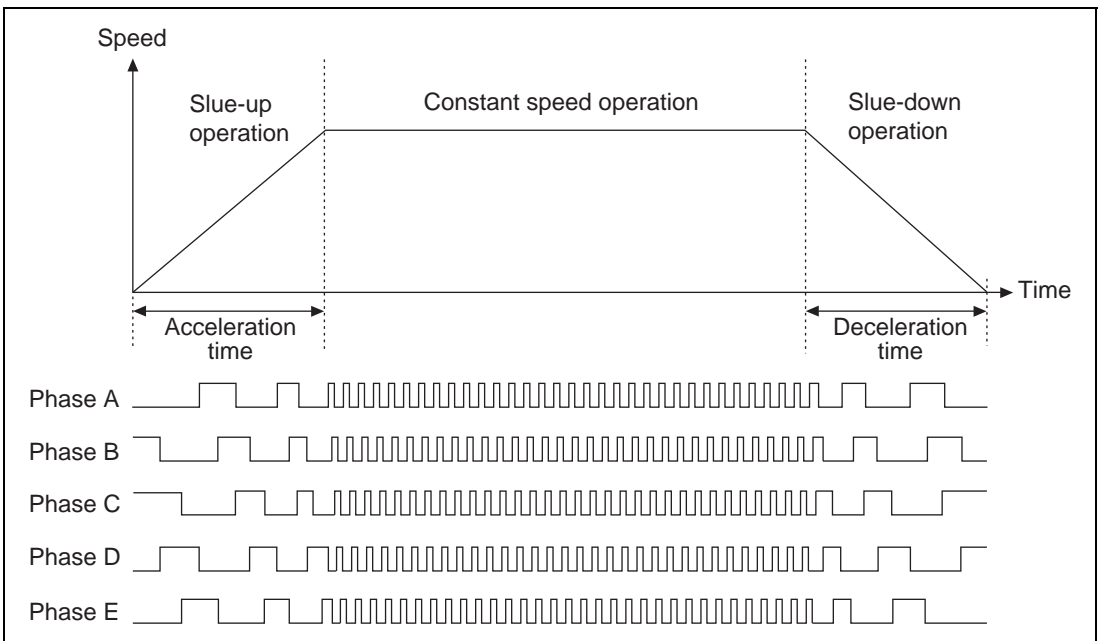 Speed
Slue-up
operation
Constant speed operation
Slue-down
operation
Time
Acceleration
time
Deceleration
time
Phase A
Phase B
Phase C
Phase D
Phase E